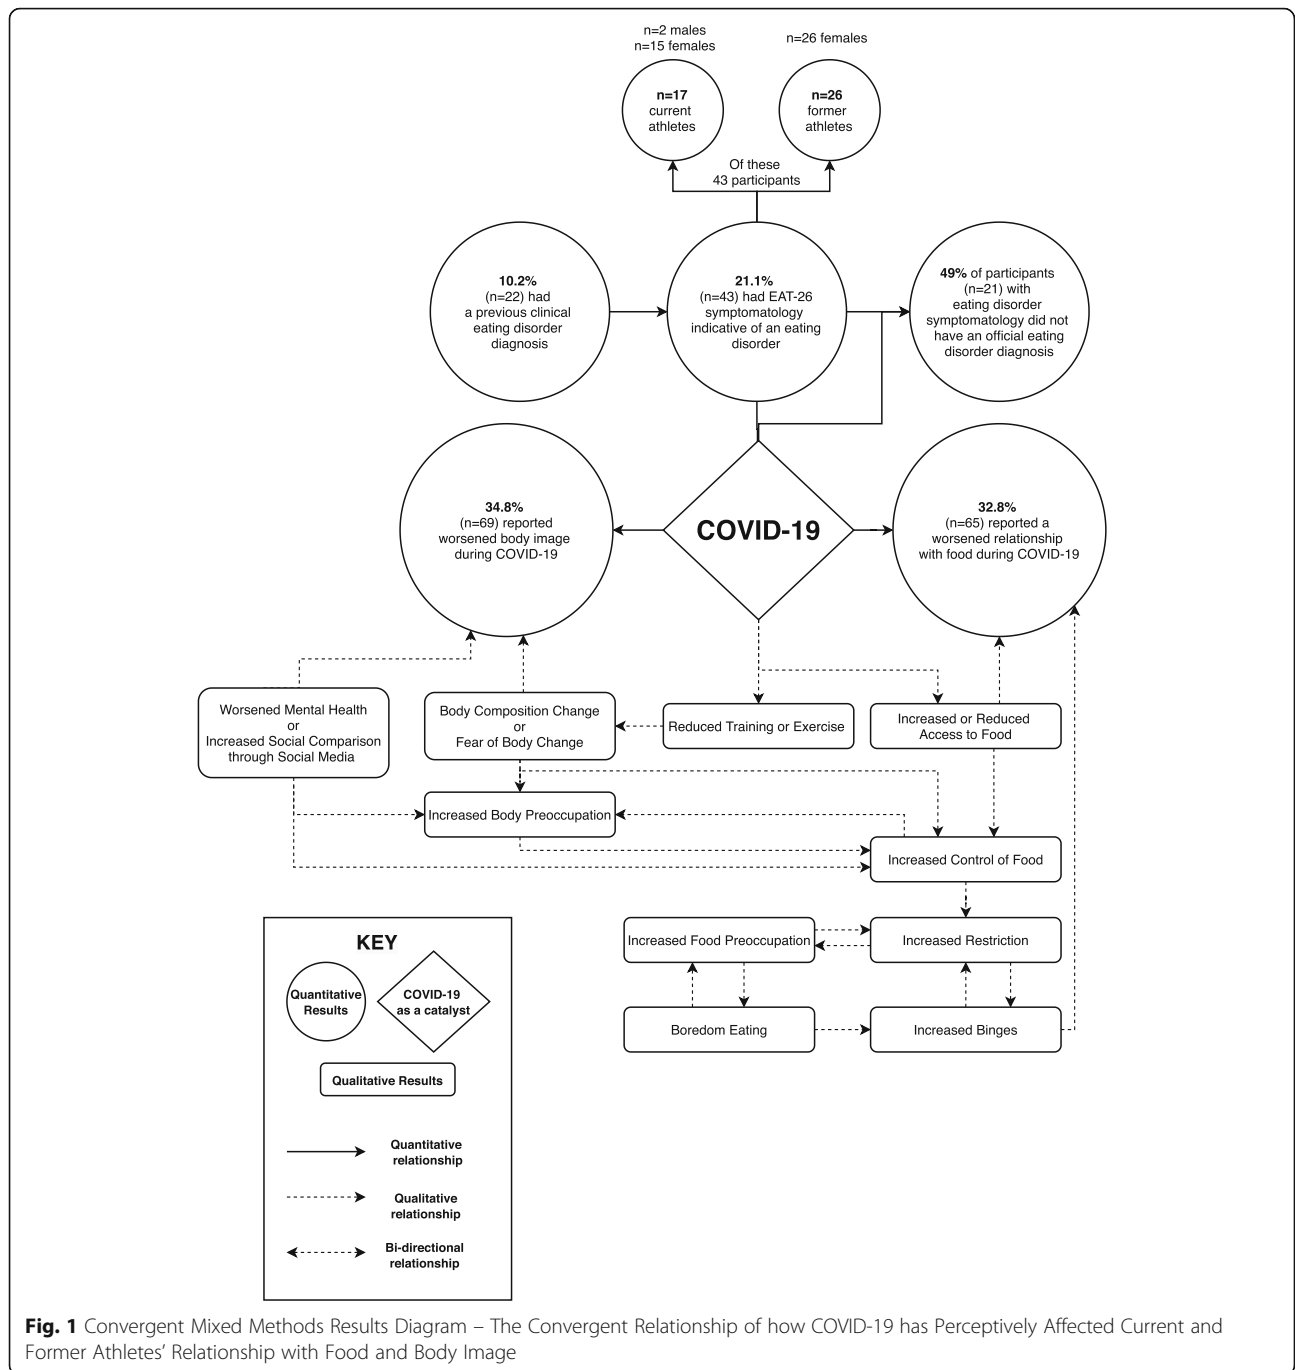 n=2 males
n=15 females
n=26 females
n=17
current
athletes
n=26
former
athletes
Of these
43 participants
10.2%
(n=22) had
a previous clinical
eating disorder
diagnosis
21.1%
(n=43) had EAT-26
symptomatology
indicative of an eating
disorder
49% of participants
(n=21) with
eating disorder
symptomatology did not
have an official eating
disorder diagnosis
34.8%
(n=69) reported
worsened body image
during COVID-19
COVID-19
32.8%
(n=65) reported a
worsened relationship
with food during COVID-19
Worsened Mental Health
or
Increased Social Comparison
through Social Media
Body Composition Change
or
Fear of Body Change
Reduced Training or Exercise
Increased or Reduced
Access to Food
Increased Body Preoccupation
Increased Control of Food
Increased Food Preoccupation
Increased Restriction
Boredom Eating
Increased Binges
KEY
Quantitative
Results
COVID-19
as a catalyst
Qualitative Results
Quantitative
relationship
Qualitative
relationship
Bi-directional
relationship
Fig. 1 Convergent Mixed Methods Results Diagram – The Convergent Relationship of how COVID-19 has Perceptively Affected Current and
Former Athletes’ Relationship with Food and Body Image